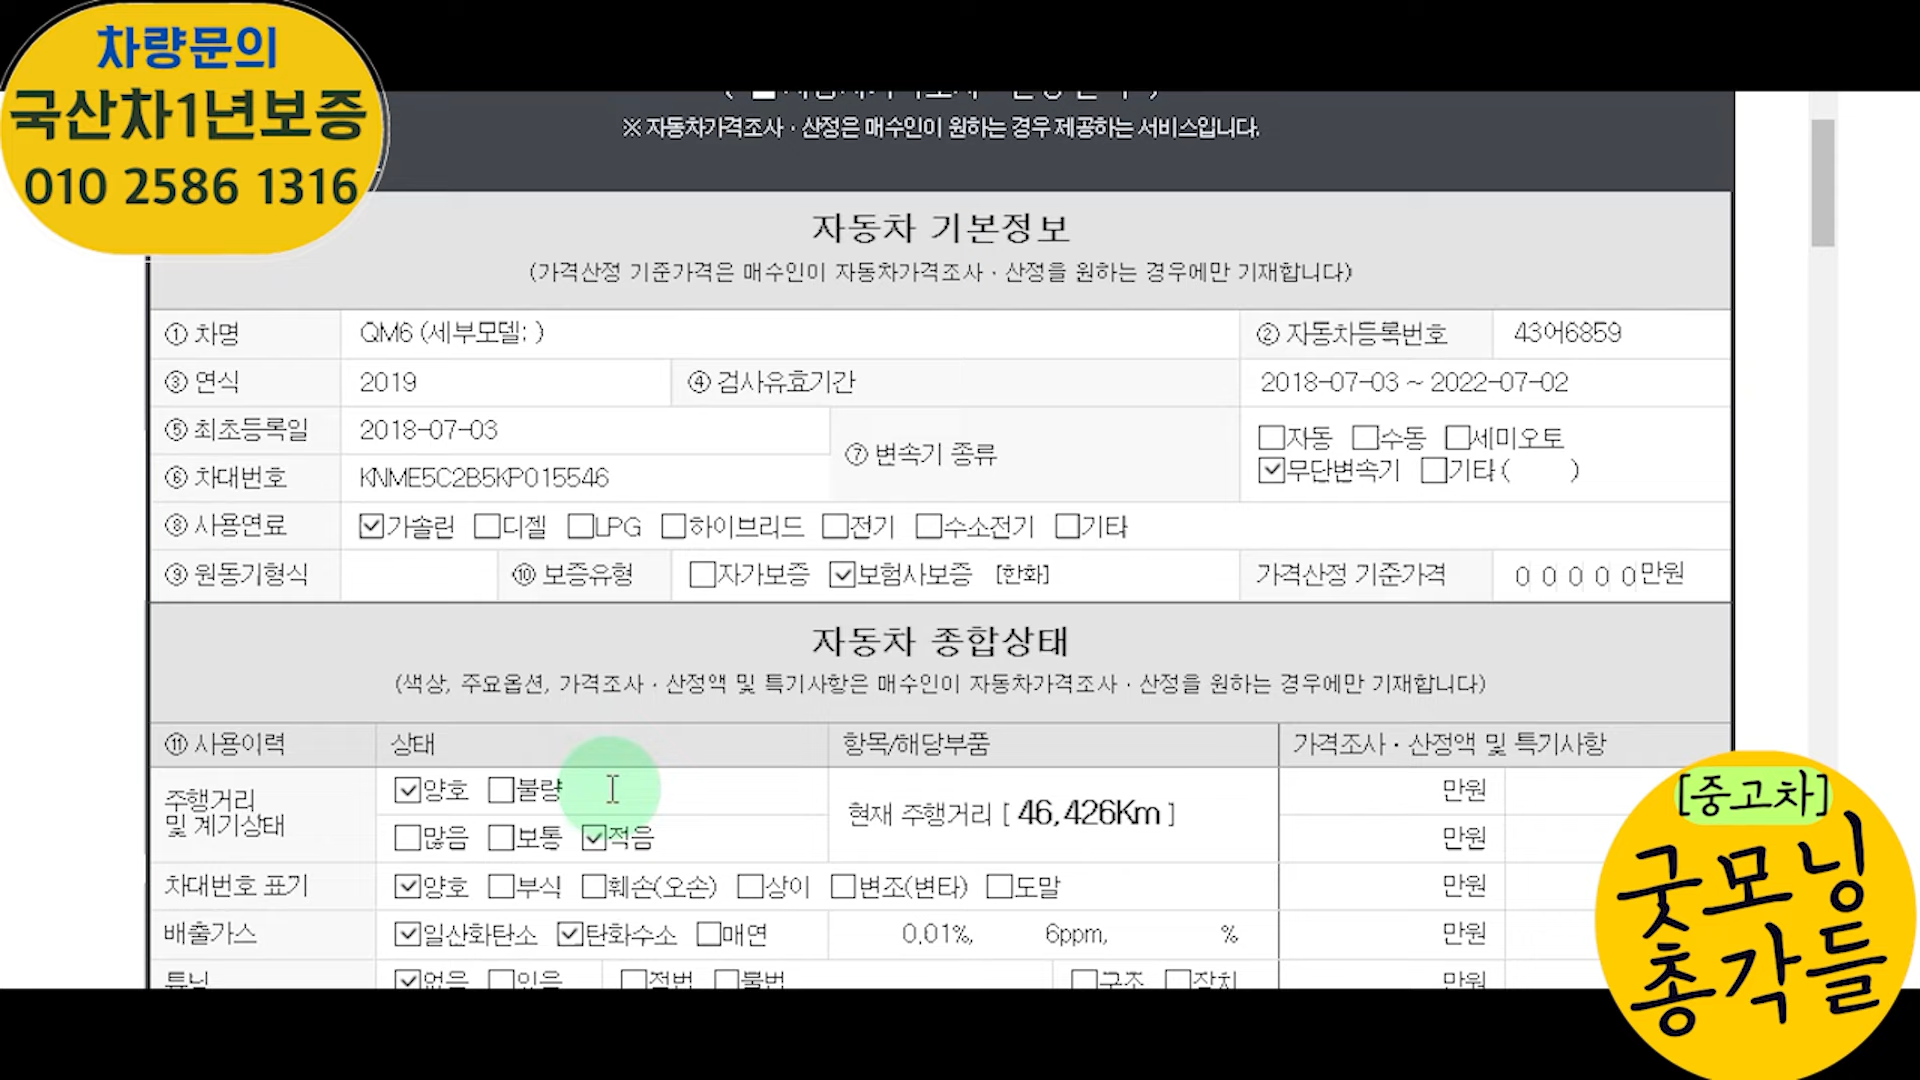 차량문의
국산차1년보증
010 2586 1316
※ 자동차가격조사 · 산정은 매수인이 원하는 경우 제공하는 서비스입니다.
자동차 기본정보
(가격산정 기준가격은 매수인이 자동차가격조사 · 산정을 원하는 경우에만 기재합니다)
① 차명 QM6 (세부모델: ) ② 자동차등록번호 43어6859
③ 연식 2019 ④ 검사유효기간 2018-07-03 ~ 2022-07-02
⑤ 최초등록일 2018-07-03
⑦ 변속기 종류 □자동 □수동 □세미오토
☑무단변속기 □기타 ( )
⑥ 차대번호 KNME5C2B5KP015546
⑧ 사용연료 ☑가솔린 □디젤 □LPG □하이브리드 □전기 □수소전기 □기타
⑨ 원동기형식 ⑩ 보증유형 □자가보증 ☑보험사보증 [한화] 가격산정 기준가격 0 0 0 0 0만원
자동차 종합상태
(색상, 주요옵션, 가격조사 · 산정액 및 특기사항은 매수인이 자동차가격조사 · 산정을 원하는 경우에만 기재합니다)
⑪ 사용이력 상태 항목/해당부품 가격조사 · 산정액 및 특기사항
주행거리
및 계기상태
☑양호 □불량 만원
현재 주행거리 [ 46,426Km ]
□많음 □보통 ☑적음 만원
차대번호 표기 ☑양호 □부식 □훼손(오손) □상이 □변조(변타) □도말 만원
배출가스 ☑일산화탄소 ☑탄화수소 □매연 0.01%, 6ppm, % 만원
튜닝 ☑없음 □있음 □적법 □불법 □구조 □장치 만원
[중고차]
굿모닝
총각들